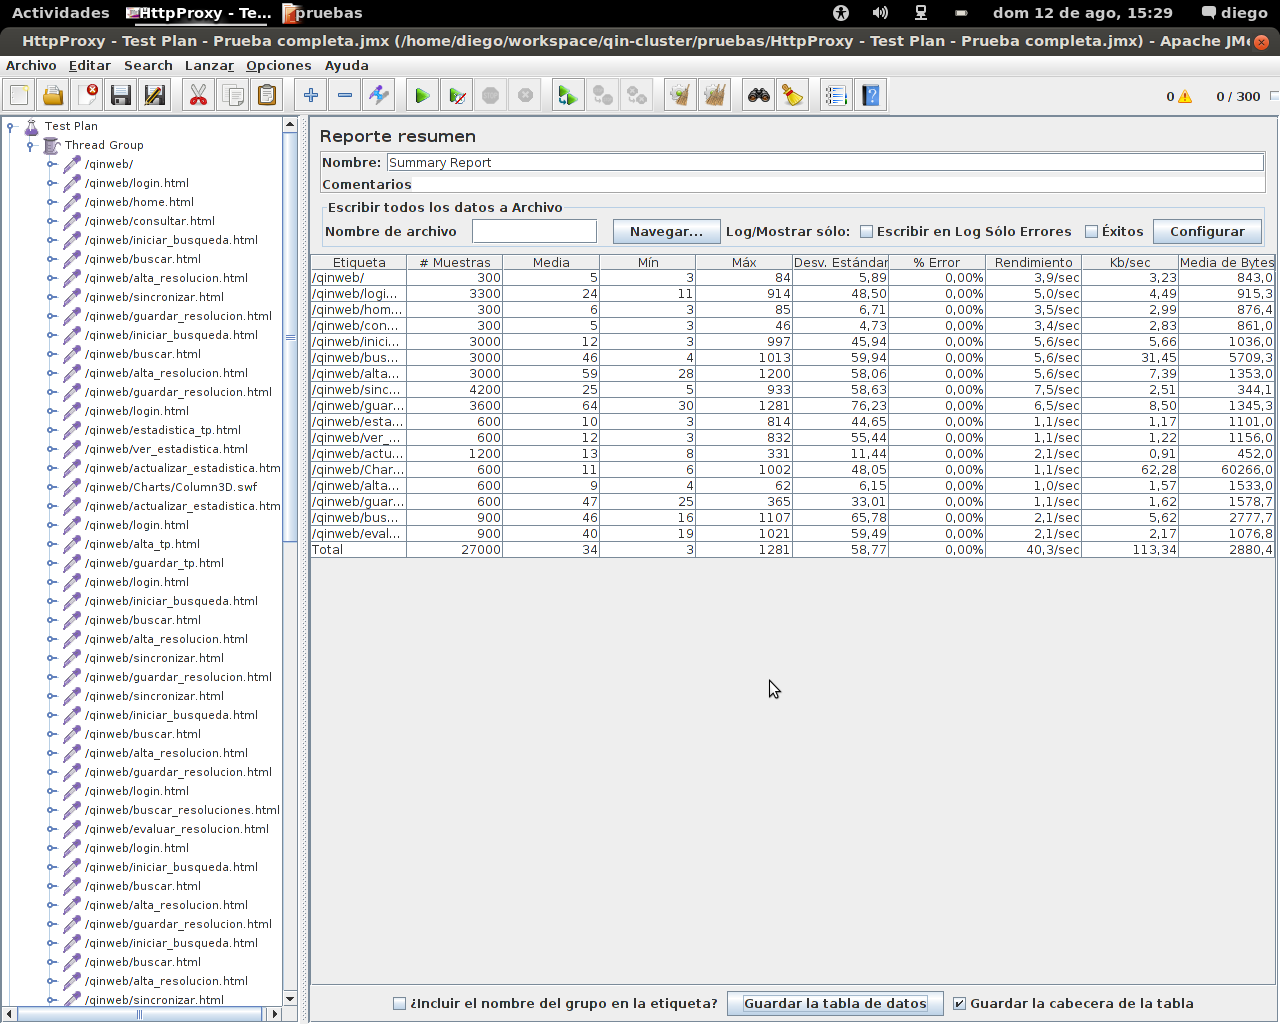 Actividades HttpProxy - Te... pruebas dom 12 de ago, 15:29 diego
HttpProxy - Test Plan - Prueba completa.jmx (/home/diego/workspace/qin-cluster/pruebas/HttpProxy - Test Plan - Prueba completa.jmx) - Apache JMe
Archivo Editar Search Lanzar Opciones Ayuda
0 0 / 300
Test Plan
Thread Group
/qinweb/
/qinweb/login.html
/qinweb/home.html
/qinweb/consultar.html
/qinweb/iniciar_busqueda.html
/qinweb/buscar.html
/qinweb/alta_resolucion.html
/qinweb/sincronizar.html
/qinweb/guardar_resolucion.html
/qinweb/iniciar_busqueda.html
/qinweb/buscar.html
/qinweb/alta_resolucion.html
/qinweb/guardar_resolucion.html
/qinweb/login.html
/qinweb/estadistica_tp.html
/qinweb/ver_estadistica.html
/qinweb/actualizar_estadistica.htm
/qinweb/Charts/Column3D.swf
/qinweb/actualizar_estadistica.htm
/qinweb/login.html
/qinweb/alta_tp.html
/qinweb/guardar_tp.html
/qinweb/login.html
/qinweb/iniciar_busqueda.html
/qinweb/buscar.html
/qinweb/alta_resolucion.html
/qinweb/sincronizar.html
/qinweb/guardar_resolucion.html
/qinweb/sincronizar.html
/qinweb/iniciar_busqueda.html
/qinweb/buscar.html
/qinweb/alta_resolucion.html
/qinweb/guardar_resolucion.html
/qinweb/login.html
/qinweb/buscar_resoluciones.html
/qinweb/evaluar_resolucion.html
/qinweb/login.html
/qinweb/iniciar_busqueda.html
/qinweb/buscar.html
/qinweb/alta_resolucion.html
/qinweb/guardar_resolucion.html
/qinweb/iniciar_busqueda.html
/qinweb/buscar.html
/qinweb/alta_resolucion.html
/qinweb/sincronizar.html
Reporte resumen
Nombre: Summary Report
Comentarios
Escribir todos los datos a Archivo
Nombre de archivo Navegar... Log/Mostrar sólo: Escribir en Log Sólo Errores Éxitos Configurar
Etiqueta # Muestras Media Mín Máx Desv. Estándar % Error Rendimiento Kb/sec Media de Bytes
/qinweb/ 300 5 3 84 5,89 0,00% 3,9/sec 3,23 843,0
/qinweb/logi... 3300 24 11 914 48,50 0,00% 5,0/sec 4,49 915,3
/qinweb/hom... 300 6 3 85 6,71 0,00% 3,5/sec 2,99 876,4
/qinweb/con... 300 5 3 46 4,73 0,00% 3,4/sec 2,83 861,0
/qinweb/inici... 3000 12 3 997 45,94 0,00% 5,6/sec 5,66 1036,0
/qinweb/bus... 3000 46 4 1013 59,94 0,00% 5,6/sec 31,45 5709,3
/qinweb/alta... 3000 59 28 1200 58,06 0,00% 5,6/sec 7,39 1353,0
/qinweb/sinc... 4200 25 5 933 58,63 0,00% 7,5/sec 2,51 344,1
/qinweb/guar... 3600 64 30 1281 76,23 0,00% 6,5/sec 8,50 1345,3
/qinweb/esta... 600 10 3 814 44,65 0,00% 1,1/sec 1,17 1101,0
/qinweb/ver_... 600 12 3 832 55,44 0,00% 1,1/sec 1,22 1156,0
/qinweb/actu... 1200 13 8 331 11,44 0,00% 2,1/sec 0,91 452,0
/qinweb/Char... 600 11 6 1002 48,05 0,00% 1,1/sec 62,28 60266,0
/qinweb/alta... 600 9 4 62 6,15 0,00% 1,0/sec 1,57 1533,0
/qinweb/guar... 600 47 25 365 33,01 0,00% 1,1/sec 1,62 1578,7
/qinweb/bus... 900 46 16 1107 65,78 0,00% 2,1/sec 5,62 2777,7
/qinweb/eval... 900 40 19 1021 59,49 0,00% 2,1/sec 2,17 1076,8
Total 27000 34 3 1281 58,77 0,00% 40,3/sec 113,34 2880,4
¿Incluir el nombre del grupo en la etiqueta? Guardar la tabla de datos Guardar la cabecera de la tabla